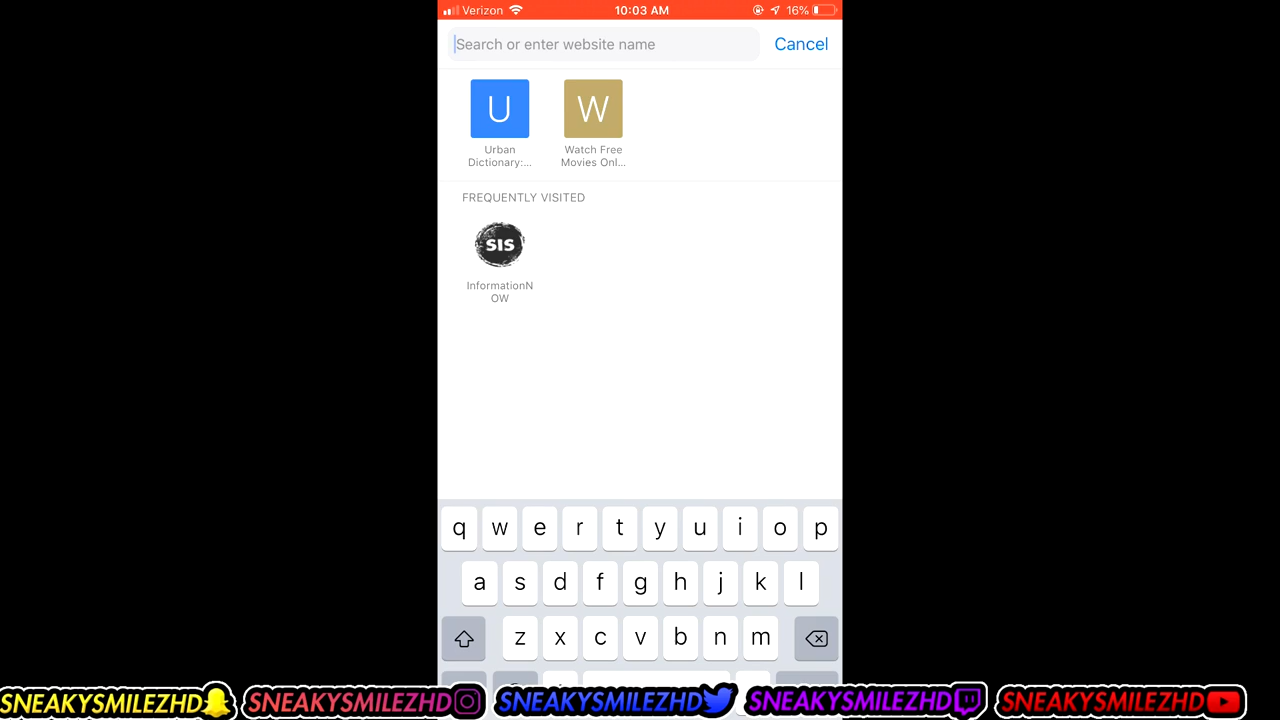 Verizon 10:03 AM 16%
Search or enter website name Cancel
U W
Urban Dictionary:...
Watch Free Movies Onl...
FREQUENTLY VISITED
SIS
InformationN
OW
q w e r t y u i o p
a s d f g h j k l
z x c v b n m
SNEAKYSMILEZHD SNEAKYSMILEZHD SNEAKYSMILEZHD SNEAKYSMILEZHD SNEAKYSMILEZHD